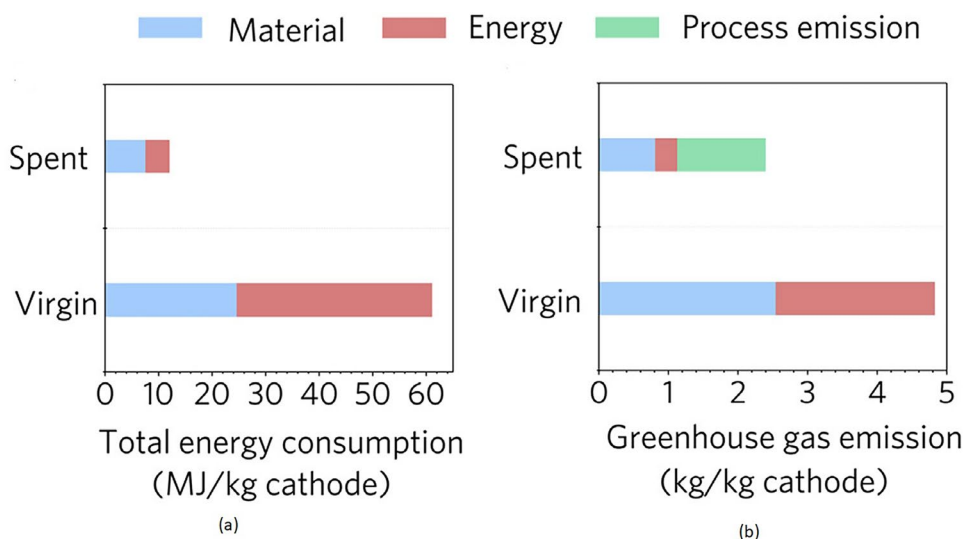 Material Energy Process emission
Spent
Virgin
0 10 20 30 40 50 60
Total energy consumption
(MJ/kg cathode)
(a)
Spent
Virgin
0 1 2 3 4 5
Greenhouse gas emission
(kg/kg cathode)
(b)